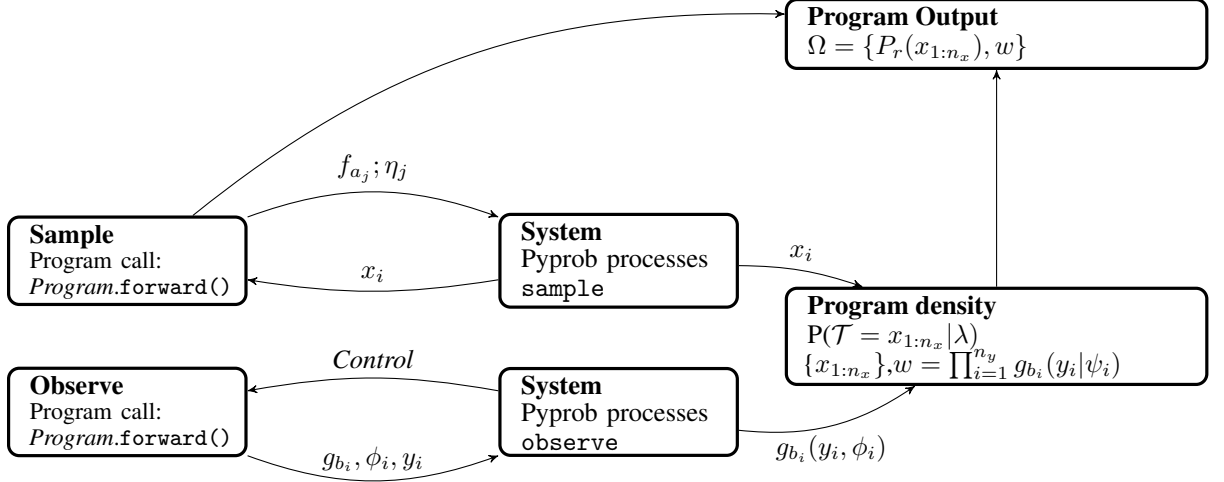 Program Output
Ω = {P_r(x_{1:n_x}), w}
f_{a_j}; η_j
Sample
Program call:
Program.forward()
x_i
System
Pyprob processes
sample
x_i
Program density
P(𝒯 = x_{1:n_x}|λ)
{x_{1:n_x}},w = ∏_{i=1}^{n_y} g_{b_i}(y_i|ψ_i)
Control
Observe
Program call:
Program.forward()
g_{b_i}, ϕ_i, y_i
System
Pyprob processes
observe
g_{b_i}(y_i, ϕ_i)